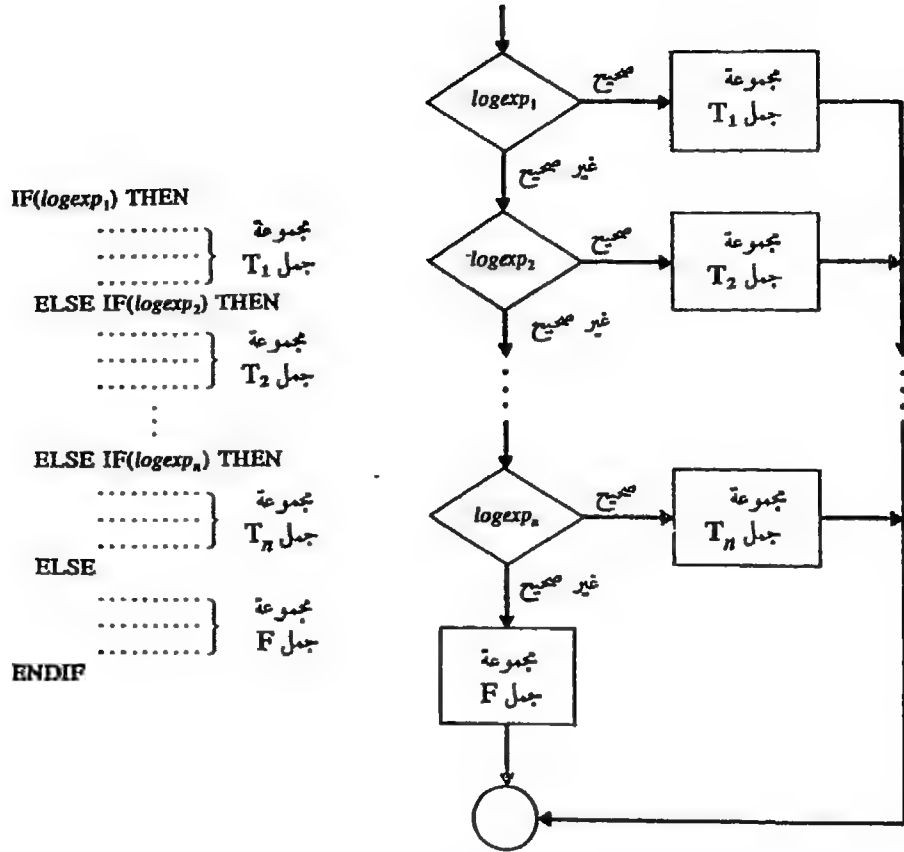 IF(logexp₁) THEN
.......... } مجموعة
.......... جمل T₁
..........
ELSE IF(logexp₂) THEN
.......... } مجموعة
.......... جمل T₂
..........
⋮
ELSE IF(logexpₙ) THEN
.......... } مجموعة
.......... جمل Tₙ
..........
ELSE
.......... } مجموعة
.......... جمل F
..........
ENDIF
logexp₁
صحيح
مجموعة
جمل T₁
غير صحيح
logexp₂
صحيح
مجموعة
جمل T₂
غير صحيح
logexpₙ
صحيح
مجموعة
جمل Tₙ
غير صحيح
مجموعة
جمل F